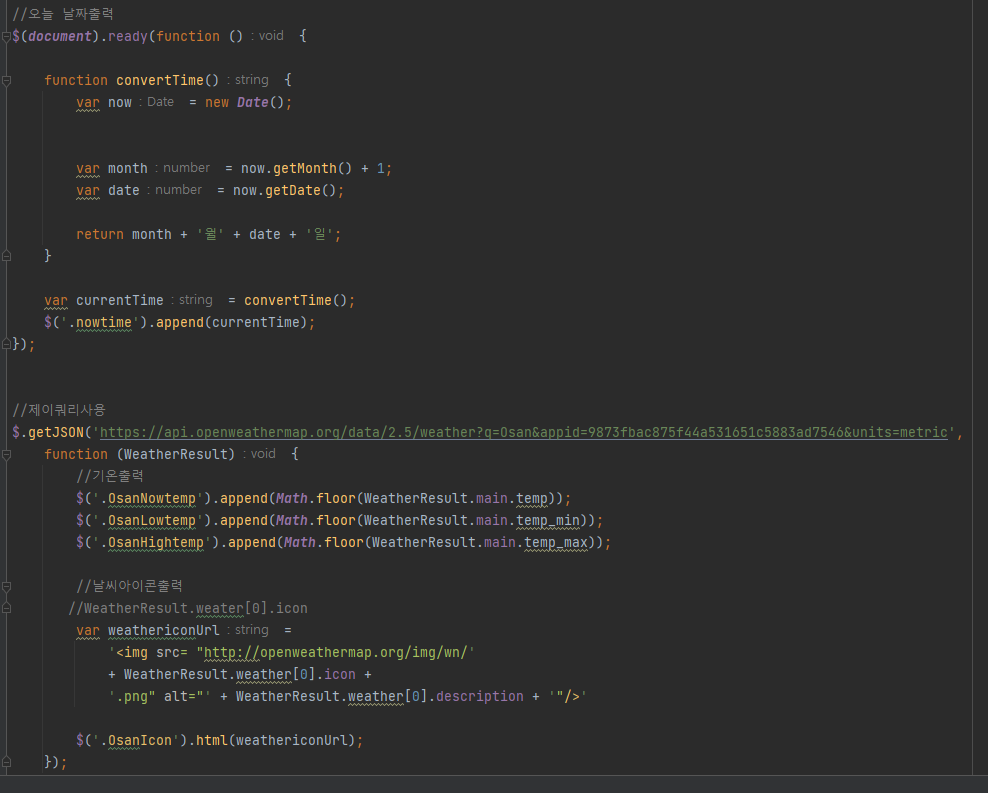 //오늘 날짜출력
$(document).ready(function () : void {
function convertTime() : string {
var now : Date = new Date();
var month : number = now.getMonth() + 1;
var date : number = now.getDate();
return month + '월' + date + '일';
}
var currentTime : string = convertTime();
$('.nowtime').append(currentTime);
});
//제이쿼리사용
$.getJSON('https://api.openweathermap.org/data/2.5/weather?q=Osan&appid=9873fbac875f44a531651c5883ad7546&units=metric',
function (WeatherResult) : void {
//기온출력
$('.OsanNowtemp').append(Math.floor(WeatherResult.main.temp));
$('.OsanLowtemp').append(Math.floor(WeatherResult.main.temp_min));
$('.OsanHightemp').append(Math.floor(WeatherResult.main.temp_max));
//날씨아이콘출력
//WeatherResult.weater[0].icon
var weathericonUrl : string =
'<img src= "http://openweathermap.org/img/wn/'
+ WeatherResult.weather[0].icon +
'.png" alt="' + WeatherResult.weather[0].description + '"/>'
$('.OsanIcon').html(weathericonUrl);
});